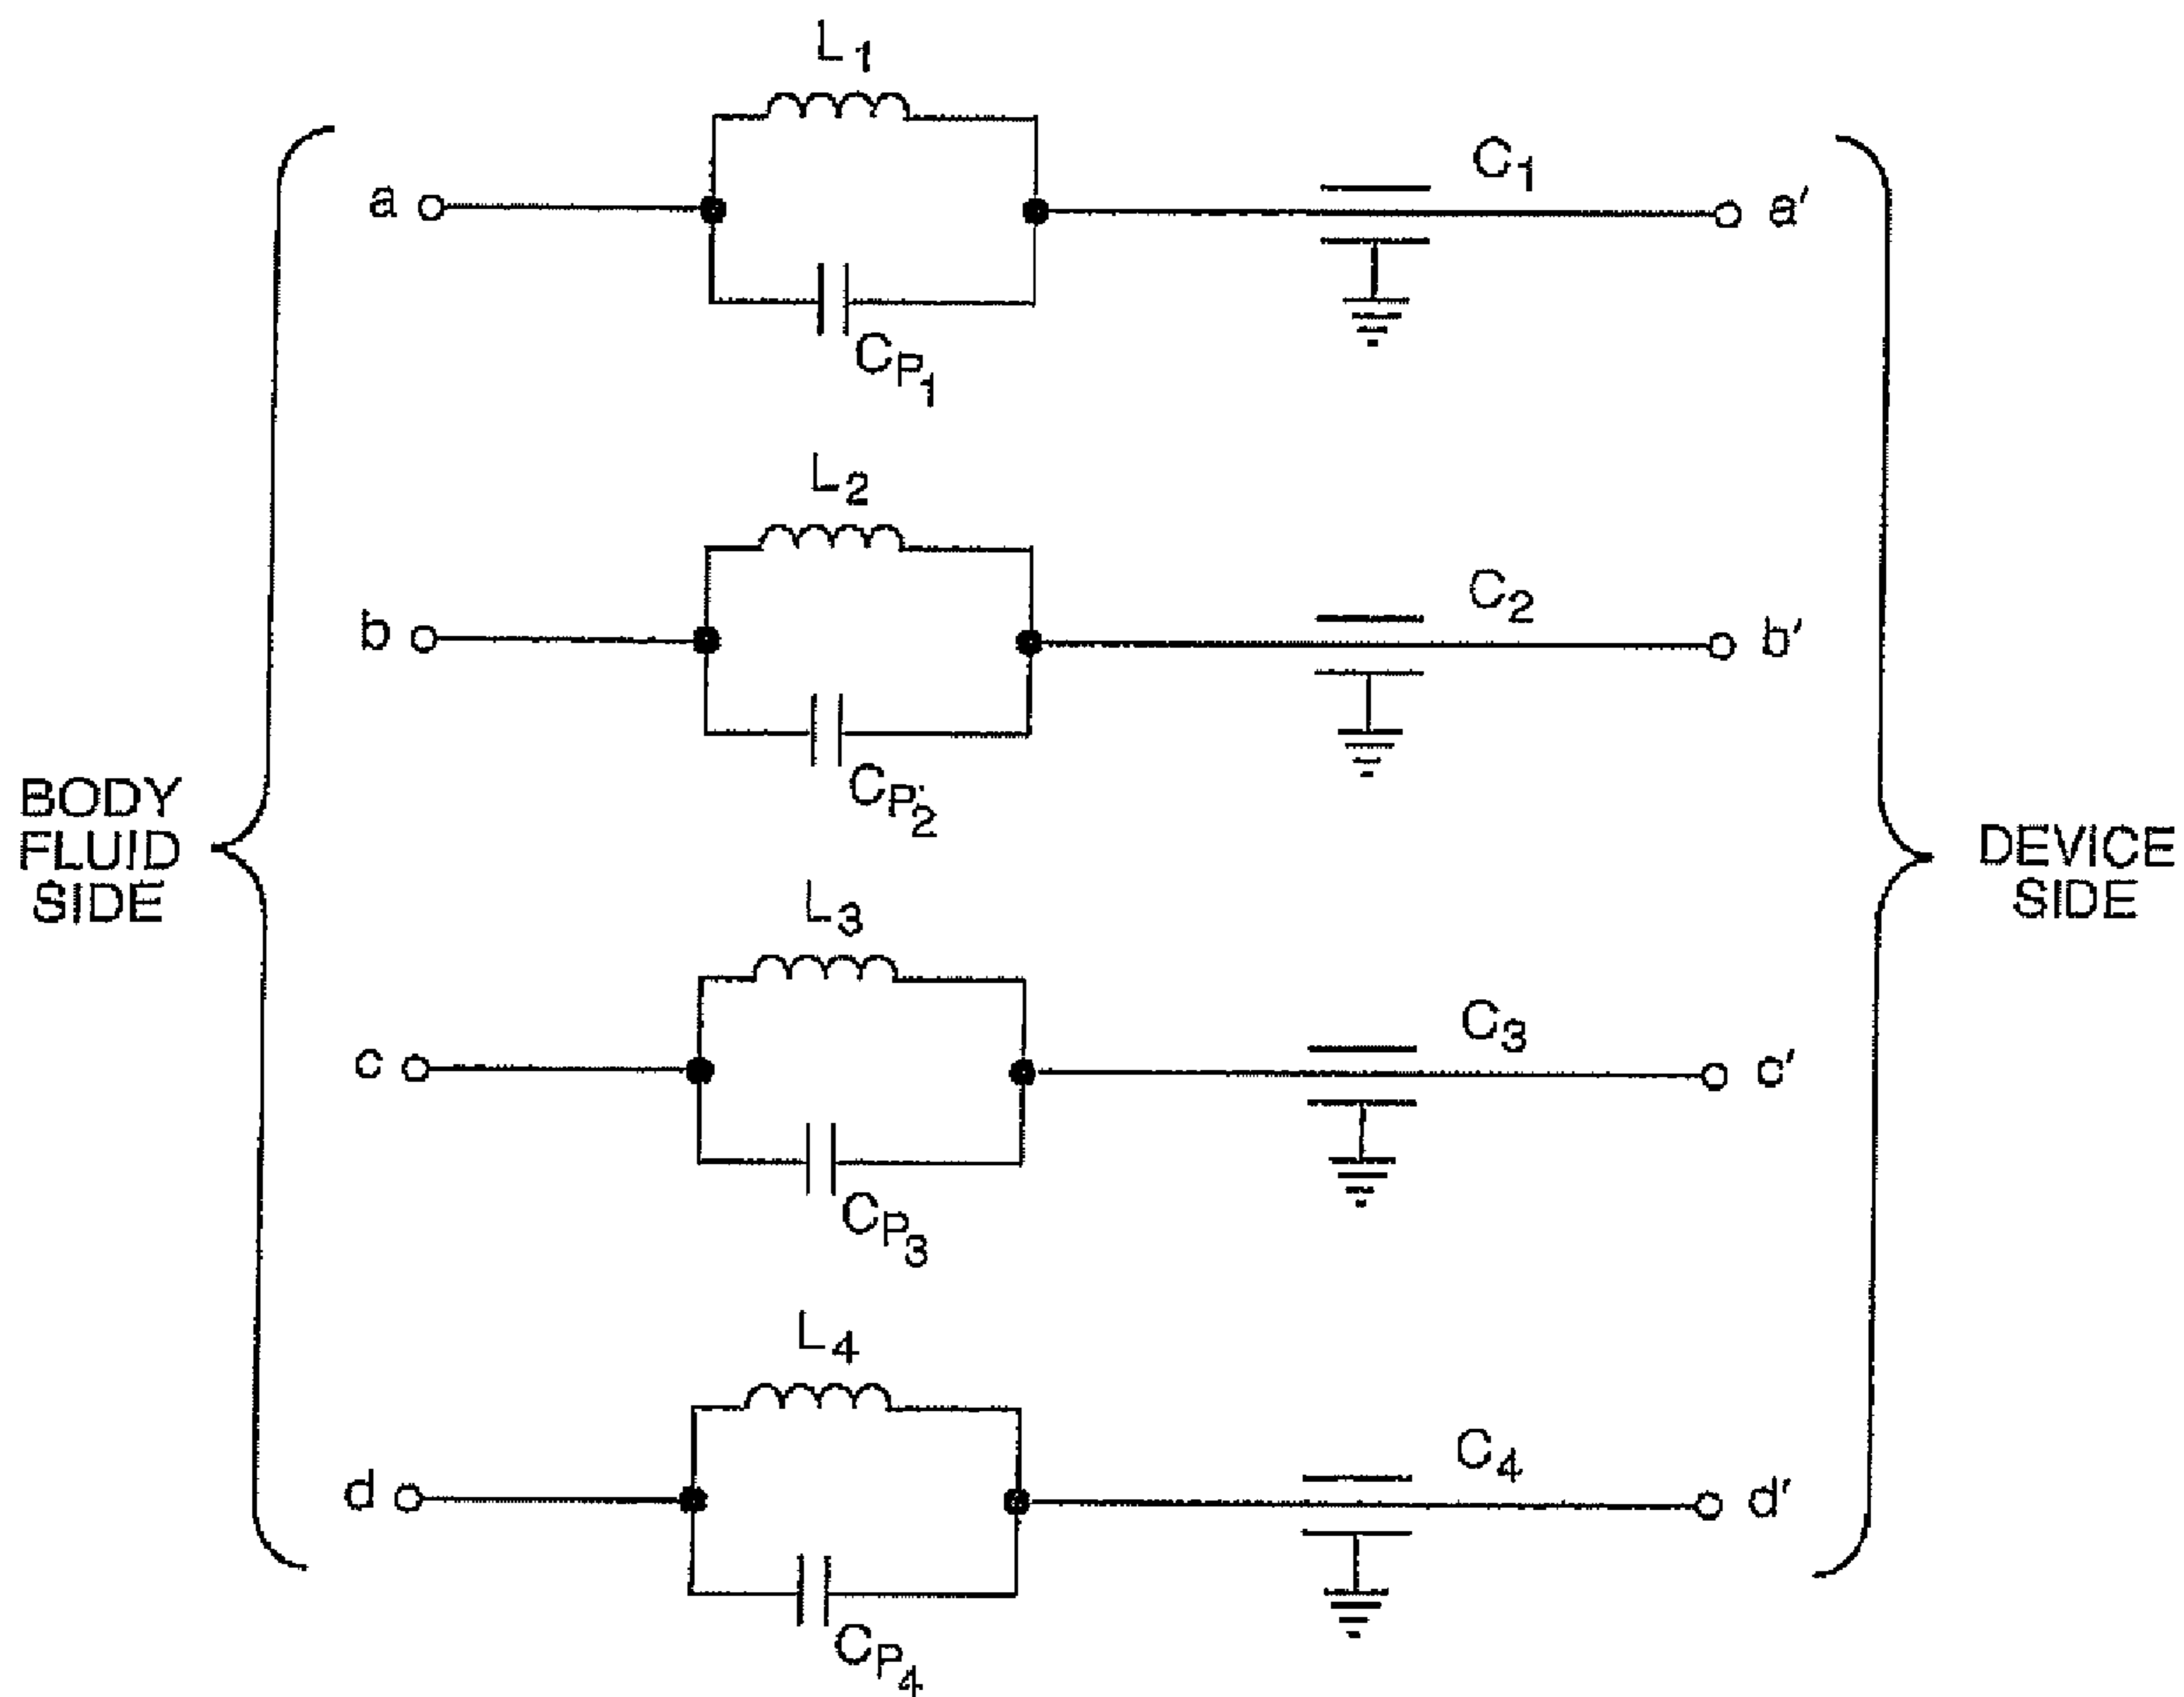 L1
C1
a
a′
CP1
L2
C2
b
b′
CP2
BODY
FLUID
SIDE
DEVICE
SIDE
L3
C3
c
c′
CP3
L4
C4
d
d′
CP4